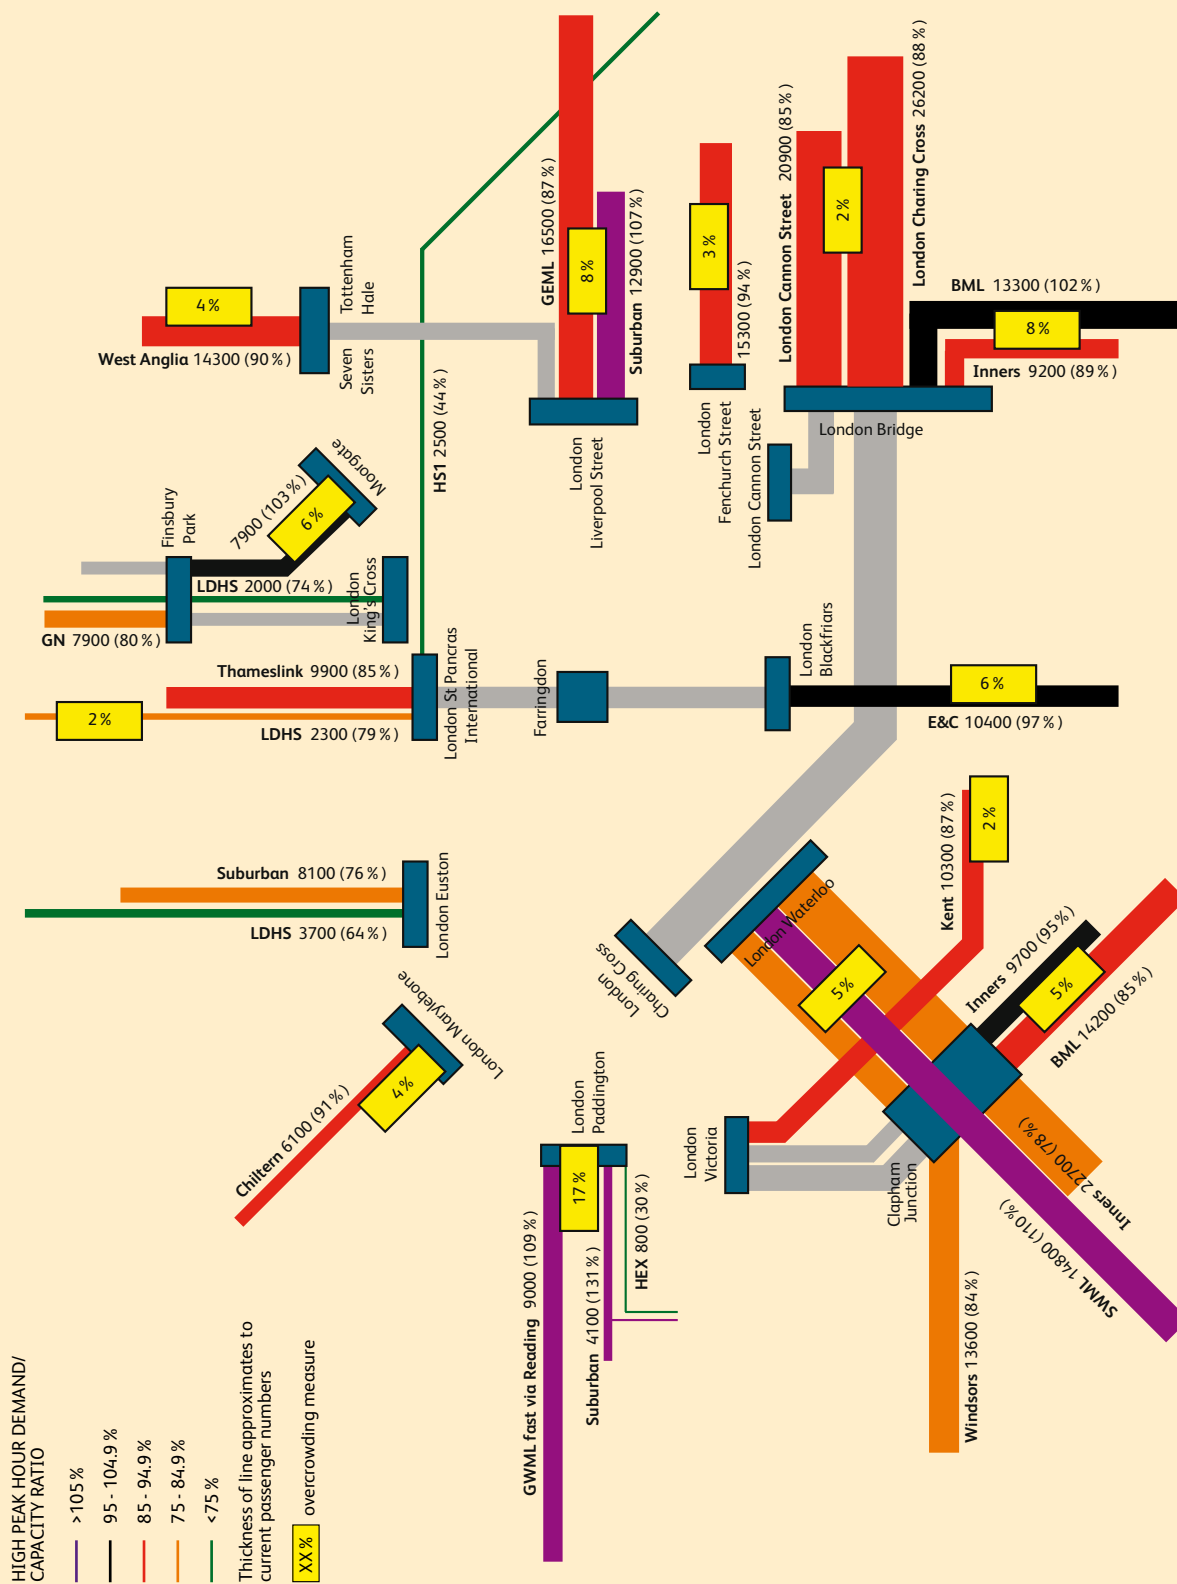 HIGH PEAK HOUR DEMAND/
CAPACITY RATIO
>105 %
95 - 104.9 %
85 - 94.9 %
75 - 84.9 %
<75 %
Thickness of line approximates to
current passenger numbers
XX %
overcrowding measure
Chiltern 6100 (91%)
4%
London Marylebone
LDHS 3700 (64%)
Suburban 8100 (76%)
London Euston
2%
LDHS 2300 (79%)
Thameslink 9900 (85%)
London St Pancras
International
GN 7900 (80%)
LDHS 2000 (74%)
London
King's Cross
Finsbury
Park
7900 (103%)
6%
Moorgate
West Anglia 14300 (90%)
4%
Seven
Sisters
Tottenham
Hale
HS1 2500 (44%)
GEML 16500 (87%)
8%
Suburban 12900 (107%)
London
Liverpool Street
3%
15300 (94%)
London
Fenchurch Street
London Cannon Street
London Cannon Street 20900 (85%)
2%
London Charing Cross 26200 (88%)
London Bridge
BML 13300 (102%)
8%
Inners 9200 (89%)
Farringdon
London
Blackfriars
6%
E&C 10400 (97%)
London
Charing Cross
London Waterloo
5%
Kent 10300 (87%)
2%
Inners 9700 (95%)
5%
BML 14200 (85%)
London
Victoria
Clapham
Junction
Inners 22700 (78%)
SWML 14800 (110%)
Windsors 13600 (84%)
London
Paddington
17%
GWML fast via Reading 9000 (109%)
Suburban 4100 (131%)
HEX 800 (30%)